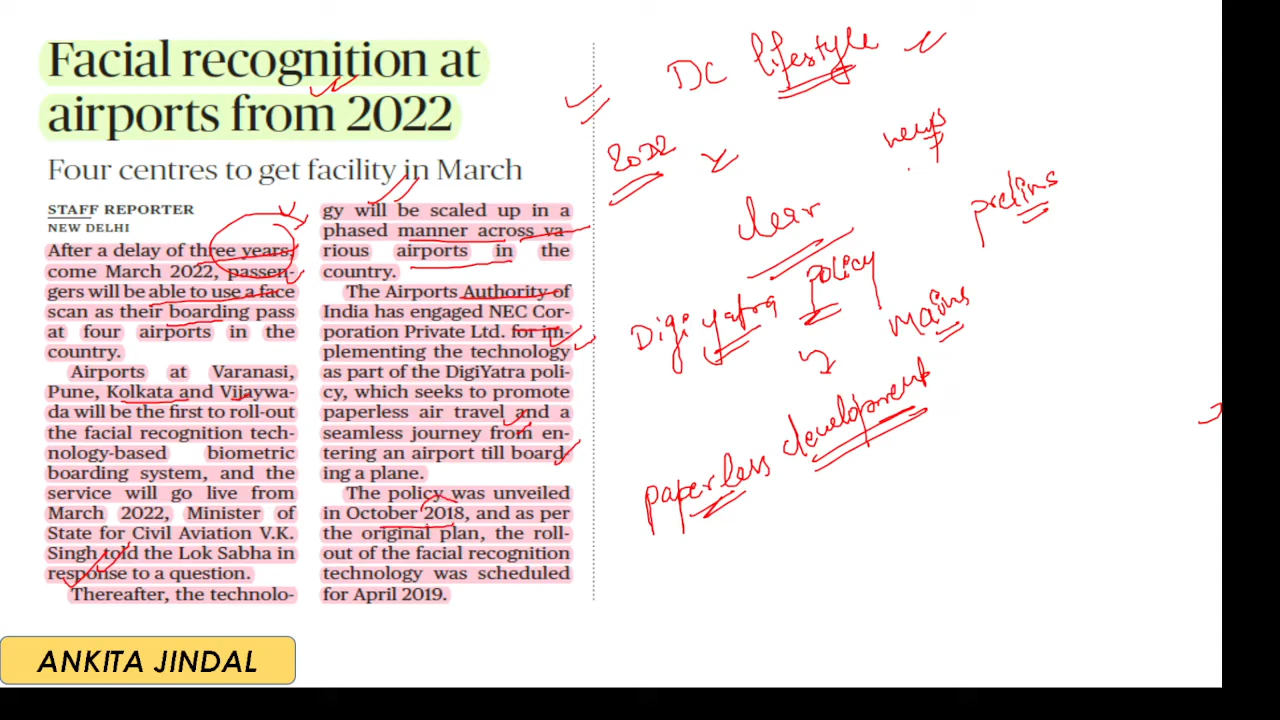 Facial recognition at
airports from 2022
Four centres to get facility in March
STAFF REPORTER
NEW DELHI
After a delay of three years,
come March 2022, passen-
gers will be able to use a face
scan as their boarding pass
at four airports in the
country.
Airports at Varanasi,
Pune, Kolkata and Vijaywa-
da will be the first to roll-out
the facial recognition tech-
nology-based biometric
boarding system, and the
service will go live from
March 2022, Minister of
State for Civil Aviation V.K.
Singh told the Lok Sabha in
response to a question.
Thereafter, the technolo-
gy will be scaled up in a
phased manner across va-
rious airports in the
country.
The Airports Authority of
India has engaged NEC Cor-
poration Private Ltd. for im-
plementing the technology
as part of the DigiYatra poli-
cy, which seeks to promote
paperless air travel and a
seamless journey from en-
tering an airport till board-
ing a plane.
The policy was unveiled
in October 2018, and as per
the original plan, the roll-
out of the facial recognition
technology was scheduled
for April 2019.
DC lifestyle
2022
news
prelims
clear
Digi yatra policy
mains
paperless development
ANKITA JINDAL